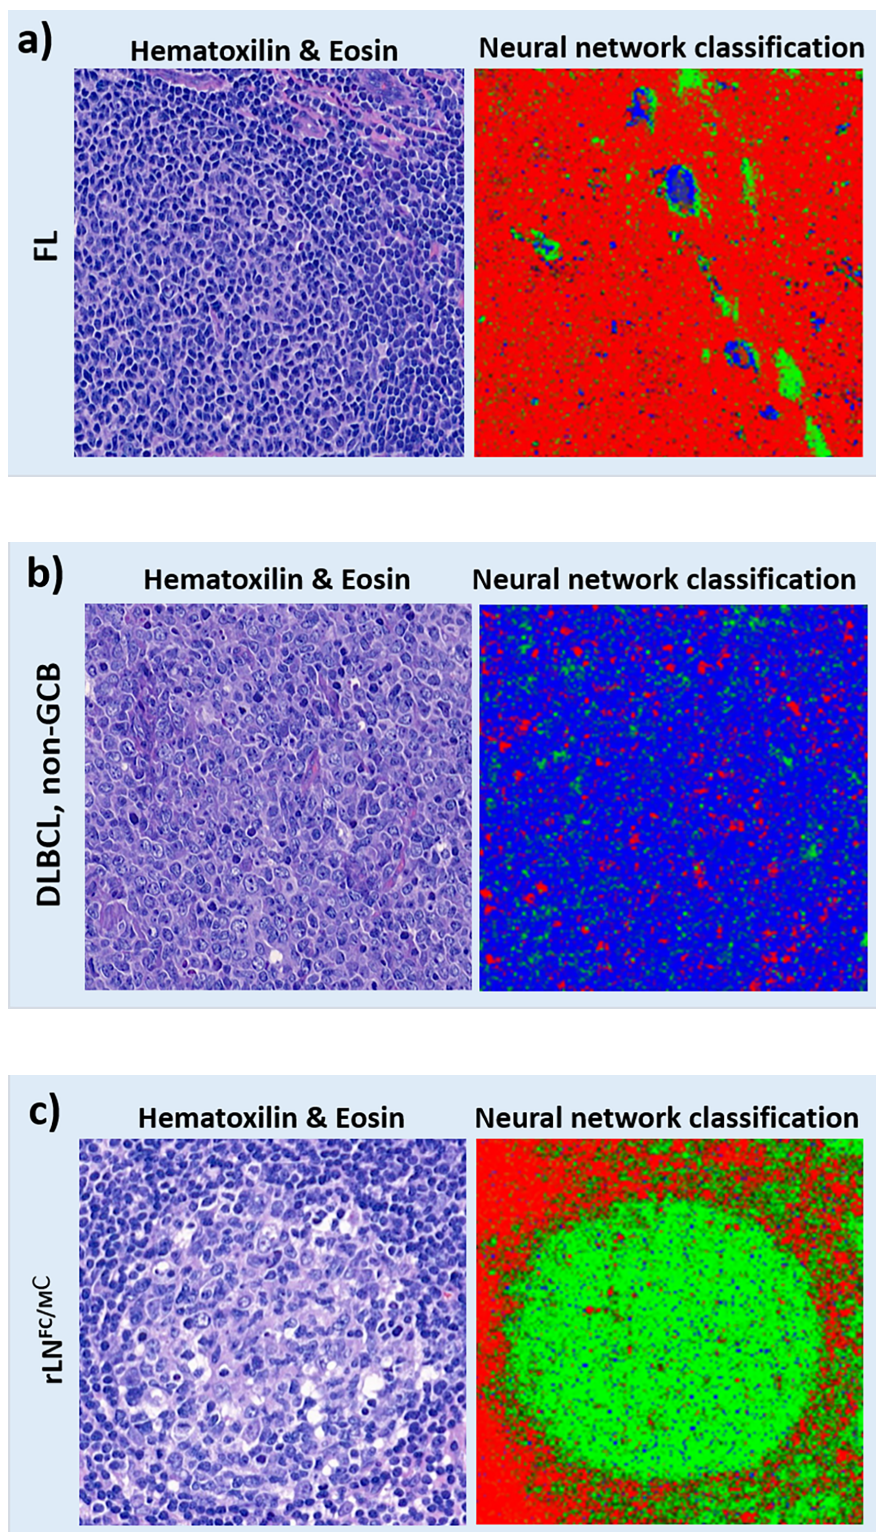 a)
Hematoxilin & Eosin
Neural network classification
FL
b)
Hematoxilin & Eosin
Neural network classification
DLBCL, non-GCB
c)
Hematoxilin & Eosin
Neural network classification
rLNFC/MC